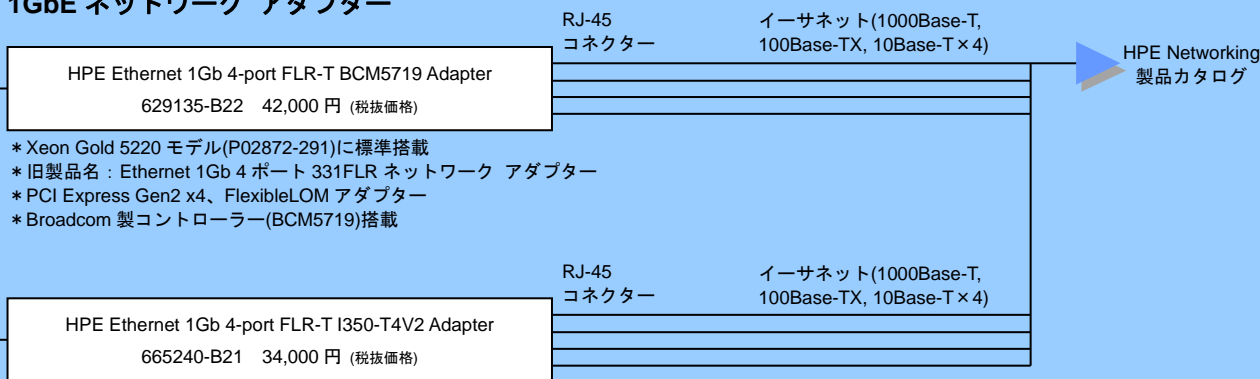 1GbE ネットワーク アダプター
RJ-45
コネクター
イーサネット(1000Base-T,
100Base-TX, 10Base-T×4)
HPE Networking
製品カタログ
HPE Ethernet 1Gb 4-port FLR-T BCM5719 Adapter
629135-B22 42,000 円 (税抜価格)
＊Xeon Gold 5220 モデル(P02872-291)に標準搭載
＊旧製品名：Ethernet 1Gb 4 ポート 331FLR ネットワーク アダプター
＊PCI Express Gen2 x4、FlexibleLOM アダプター
＊Broadcom 製コントローラー(BCM5719)搭載
RJ-45
コネクター
イーサネット(1000Base-T,
100Base-TX, 10Base-T×4)
HPE Ethernet 1Gb 4-port FLR-T I350-T4V2 Adapter
665240-B21 34,000 円 (税抜価格)